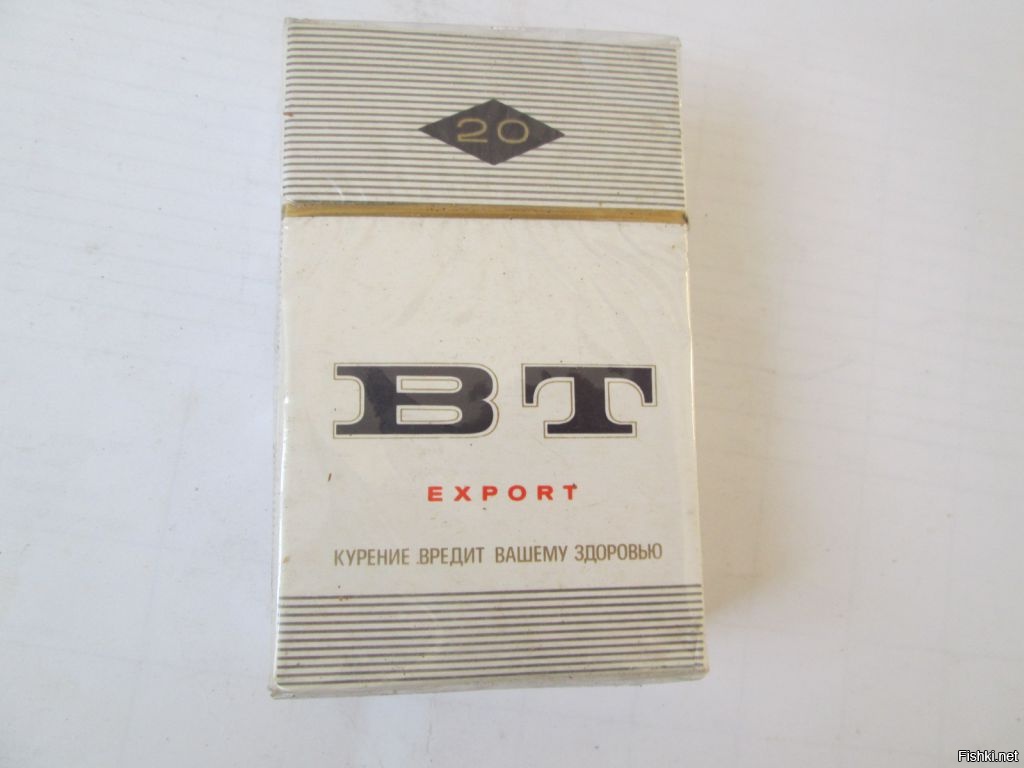 20
BT
EXPORT
КУРЕНИЕ ВРЕДИТ ВАШЕМУ ЗДОРОВЬЮ
Fishki.net